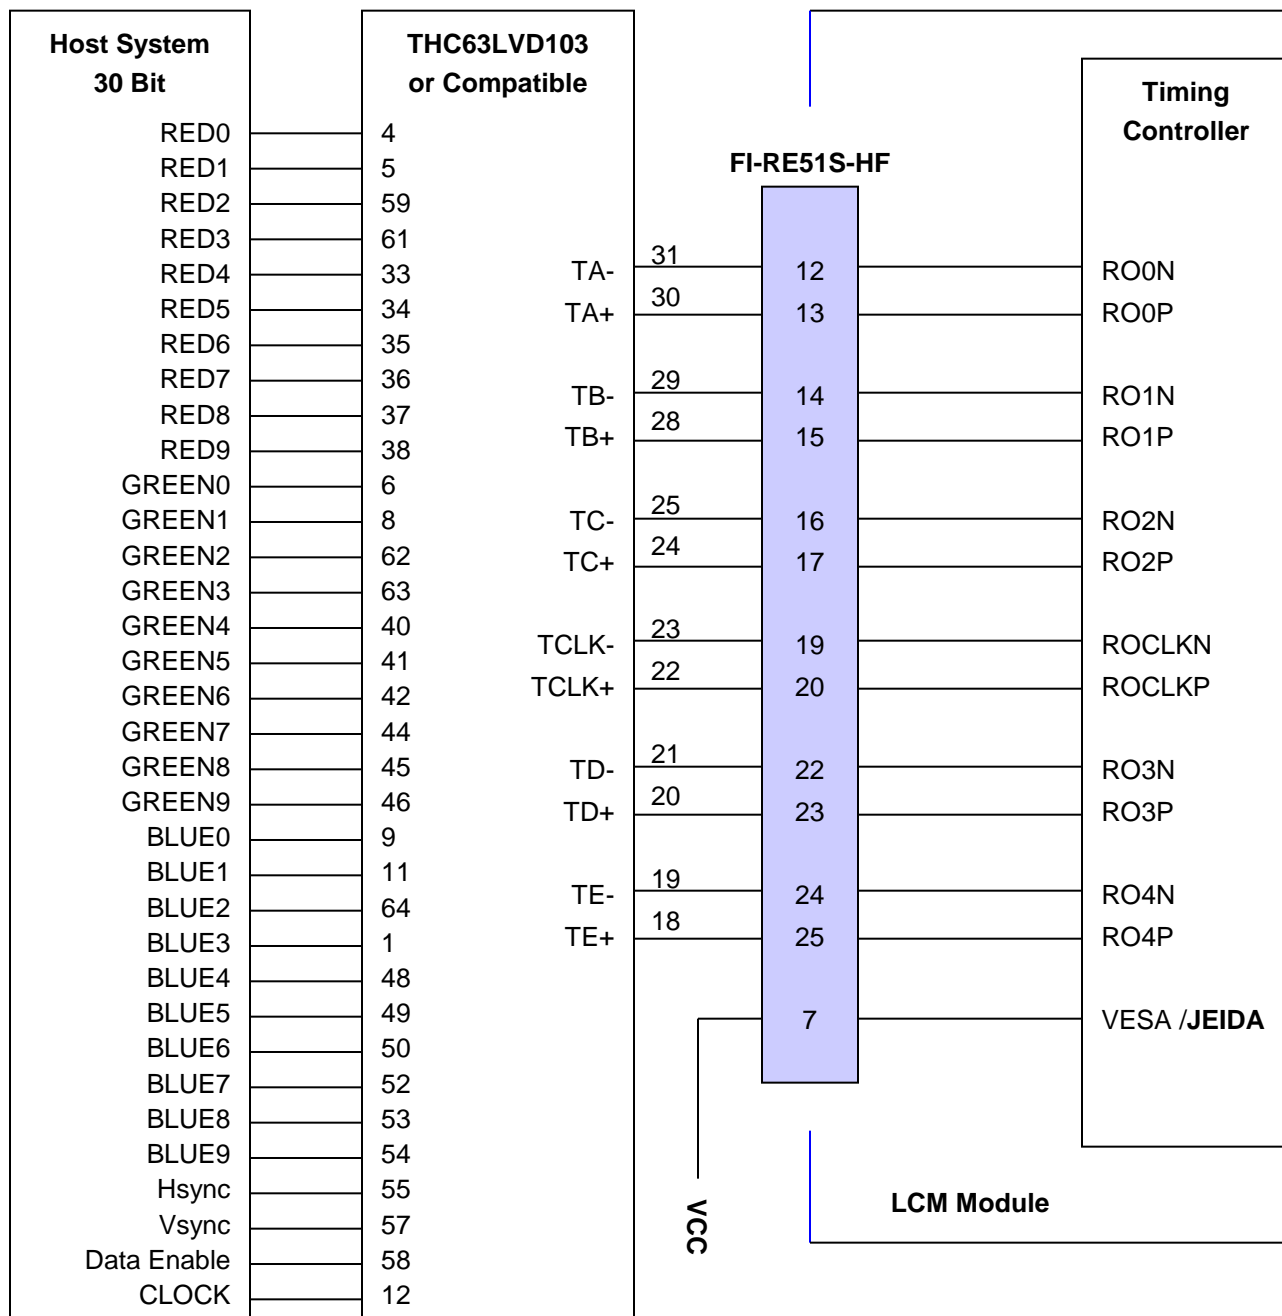 Host System
30 Bit
RED0
RED1
RED2
RED3
RED4
RED5
RED6
RED7
RED8
RED9
GREEN0
GREEN1
GREEN2
GREEN3
GREEN4
GREEN5
GREEN6
GREEN7
GREEN8
GREEN9
BLUE0
BLUE1
BLUE2
BLUE3
BLUE4
BLUE5
BLUE6
BLUE7
BLUE8
BLUE9
Hsync
Vsync
Data Enable
CLOCK
THC63LVD103
or Compatible
4
5
59
61
33
34
35
36
37
38
6
8
62
63
40
41
42
44
45
46
9
11
64
1
48
49
50
52
53
54
55
57
58
12
TA-
TA+
TB-
TB+
TC-
TC+
TCLK-
TCLK+
TD-
TD+
TE-
TE+
31
30
29
28
25
24
23
22
21
20
19
18
VCC
FI-RE51S-HF
12
13
14
15
16
17
19
20
22
23
24
25
7
Timing
Controller
RO0N
RO0P
RO1N
RO1P
RO2N
RO2P
ROCLKN
ROCLKP
RO3N
RO3P
RO4N
RO4P
VESA /JEIDA
LCM Module